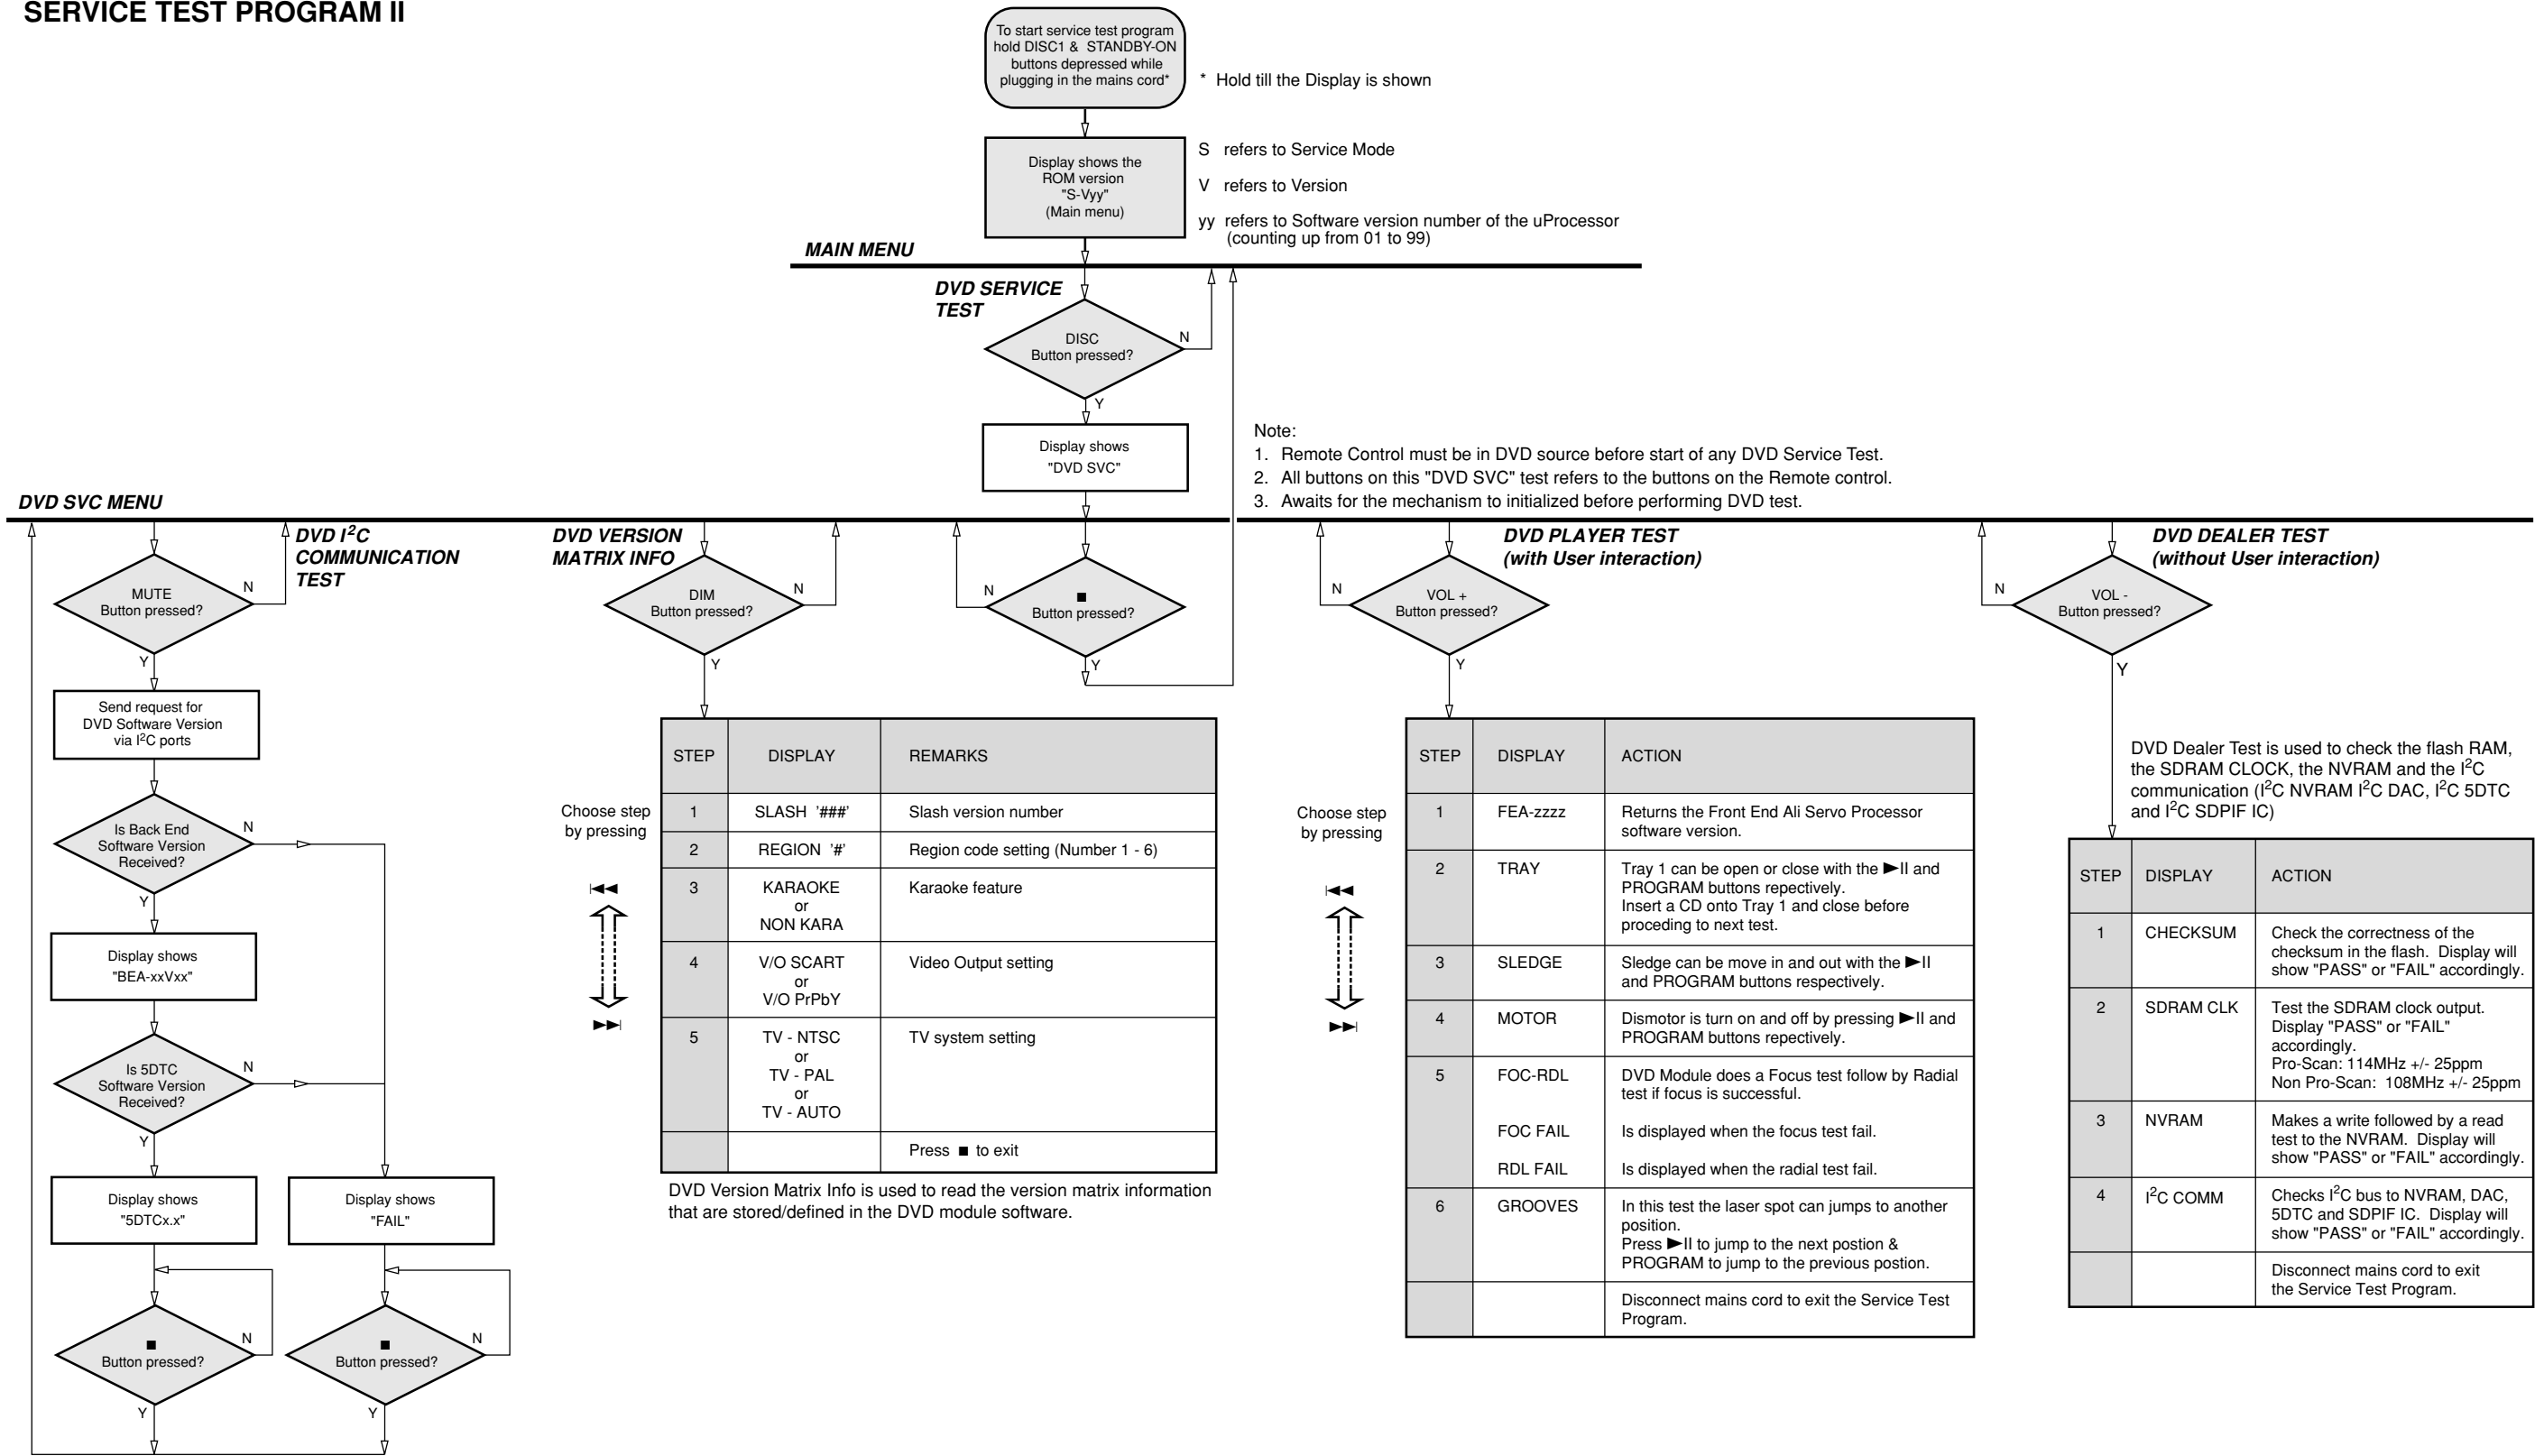 SERVICE TEST PROGRAM II
To start service test program
hold DISC1 & STANDBY-ON
buttons depressed while
plugging in the mains cord*
* Hold till the Display is shown
Display shows the
ROM version
"S-Vyy"
(Main menu)
S refers to Service Mode
V refers to Version
yy refers to Software version number of the uProcessor
(counting up from 01 to 99)
MAIN MENU
DVD SERVICE
TEST
DISC
Button pressed?
N
Y
Display shows
"DVD SVC"
Note:
1. Remote Control must be in DVD source before start of any DVD Service Test.
2. All buttons on this "DVD SVC" test refers to the buttons on the Remote control.
3. Awaits for the mechanism to initialized before performing DVD test.
DVD SVC MENU
DVD I²C
COMMUNICATION
TEST
MUTE
Button pressed?
N
Y
Send request for
DVD Software Version
via I²C ports
Is Back End
Software Version
Received?
N
Y
Display shows
"BEA-xxVxx"
Is 5DTC
Software Version
Received?
N
Y
Display shows
"5DTCx.x"
Display shows
"FAIL"
■
Button pressed?
N
Y
■
Button pressed?
N
Y
DVD VERSION
MATRIX INFO
DIM
Button pressed?
N
Y
■
Button pressed?
N
Y
Choose step
by pressing
STEP DISPLAY REMARKS
1 SLASH '###' Slash version number
2 REGION '#' Region code setting (Number 1 - 6)
3 KARAOKE Karaoke feature
or
NON KARA
4 V/O SCART Video Output setting
or
V/O PrPbY
5 TV - NTSC TV system setting
or
TV - PAL
or
TV - AUTO
Press ■ to exit
DVD Version Matrix Info is used to read the version matrix information
that are stored/defined in the DVD module software.
DVD PLAYER TEST
(with User interaction)
VOL +
Button pressed?
N
Y
Choose step
by pressing
STEP DISPLAY ACTION
1 FEA-zzzz Returns the Front End Ali Servo Processor
software version.
2 TRAY Tray 1 can be open or close with the ►II and
PROGRAM buttons repectively.
Insert a CD onto Tray 1 and close before
proceding to next test.
3 SLEDGE Sledge can be move in and out with the ►II
and PROGRAM buttons respectively.
4 MOTOR Dismotor is turn on and off by pressing ►II and
PROGRAM buttons repectively.
5 FOC-RDL DVD Module does a Focus test follow by Radial
test if focus is successful.
FOC FAIL Is displayed when the focus test fail.
RDL FAIL Is displayed when the radial test fail.
6 GROOVES In this test the laser spot can jumps to another
position.
Press ►II to jump to the next postion &
PROGRAM to jump to the previous postion.
Disconnect mains cord to exit the Service Test
Program.
DVD DEALER TEST
(without User interaction)
VOL -
Button pressed?
N
Y
DVD Dealer Test is used to check the flash RAM,
the SDRAM CLOCK, the NVRAM and the I²C
communication (I²C NVRAM I²C DAC, I²C 5DTC
and I²C SDPIF IC)
STEP DISPLAY ACTION
1 CHECKSUM Check the correctness of the
checksum in the flash. Display will
show "PASS" or "FAIL" accordingly.
2 SDRAM CLK Test the SDRAM clock output.
Display "PASS" or "FAIL"
accordingly.
Pro-Scan: 114MHz +/- 25ppm
Non Pro-Scan: 108MHz +/- 25ppm
3 NVRAM Makes a write followed by a read
test to the NVRAM. Display will
show "PASS" or "FAIL" accordingly.
4 I²C COMM Checks I²C bus to NVRAM, DAC,
5DTC and SDPIF IC. Display will
show "PASS" or "FAIL" accordingly.
Disconnect mains cord to exit
the Service Test Program.